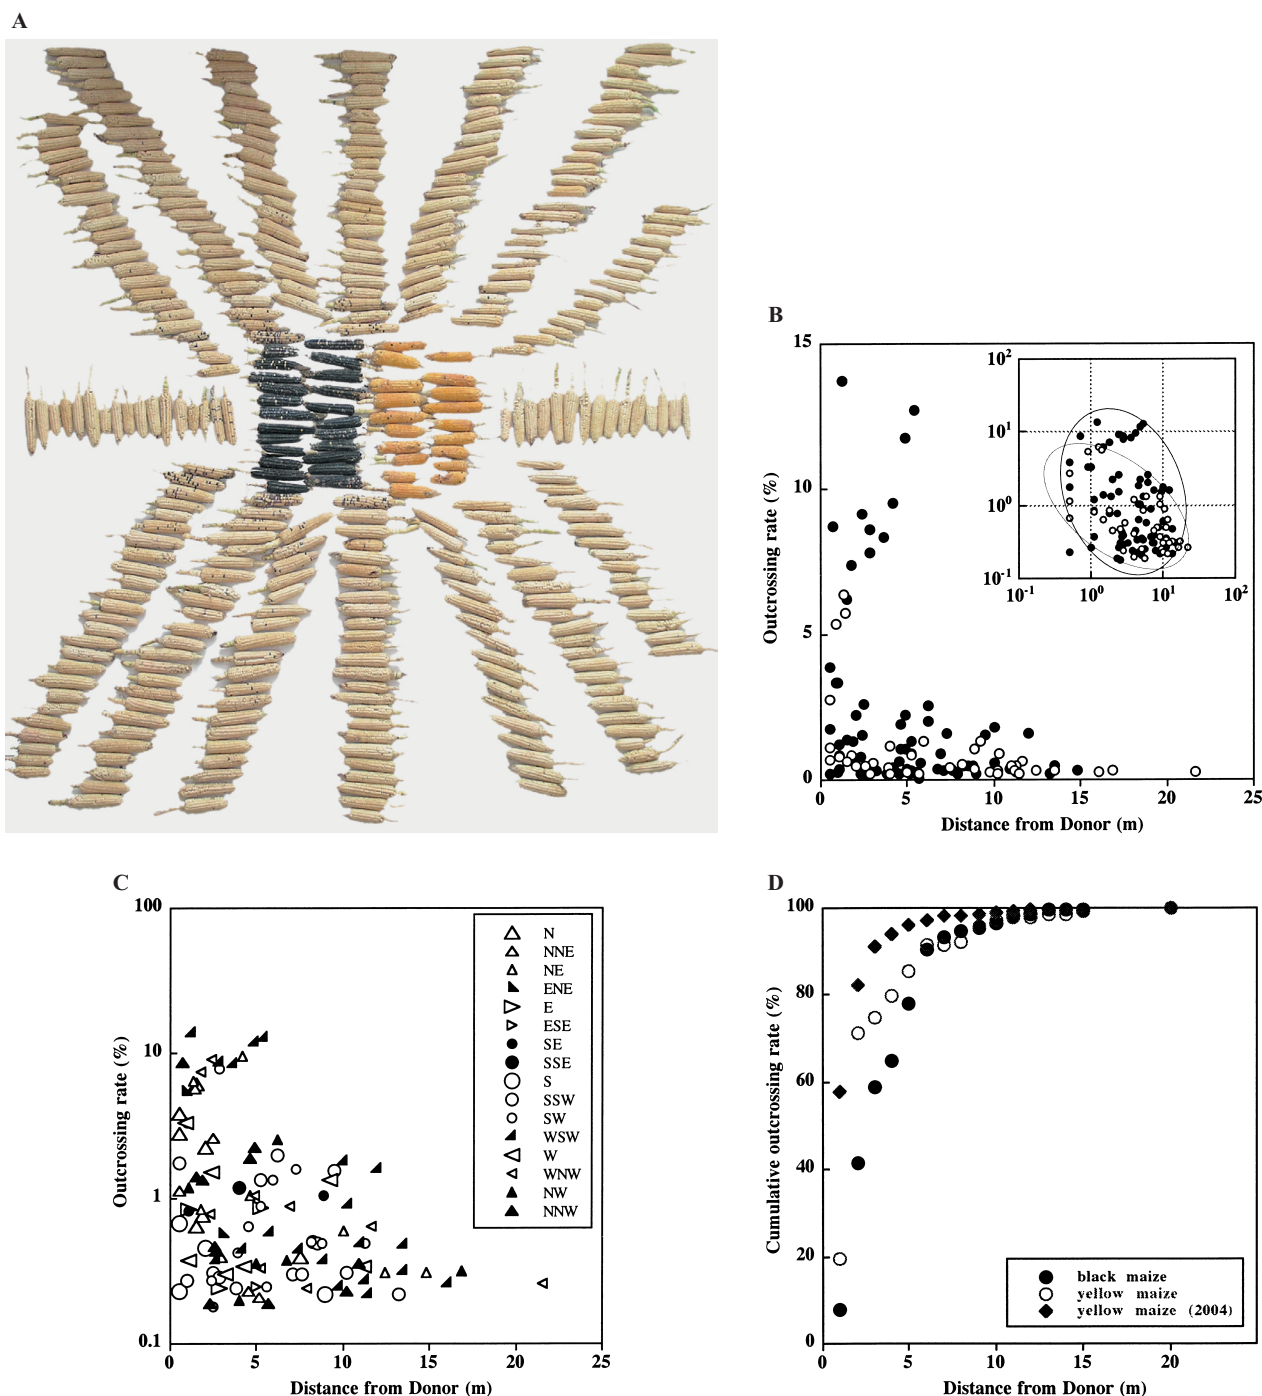 A
B
15
10
5
0
0 5 10 15 20 25
Outcrossing rate (%)
Distance from Donor (m)
10²
10¹
10⁰
10⁻¹
10⁻¹ 10⁰ 10¹ 10²
C
100
10
1
0.1
0 5 10 15 20 25
Outcrossing rate (%)
Distance from Donor (m)
N
NNE
NE
ENE
E
ESE
SE
SSE
S
SSW
SW
WSW
W
WNW
NW
NNW
D
100
80
60
40
20
0
0 5 10 15 20
Cumulative outcrossing rate (%)
Distance from Donor (m)
black maize
yellow maize
yellow maize (2004)